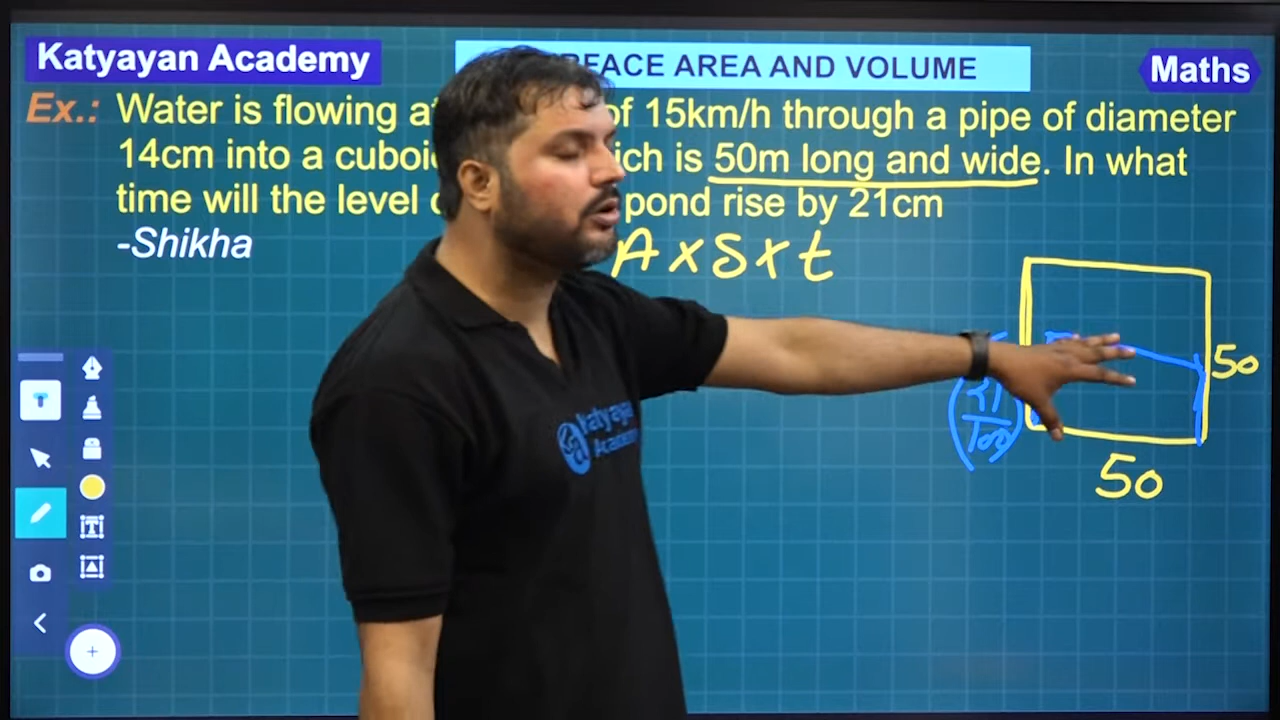 Katyayan Academy
FACE AREA AND VOLUME
Maths
Ex.: Water is flowing of 15km/h through a pipe of diameter
14cm into a is 50m long and wide. In what
time will the level pond rise by 21cm
-Shikha
A x S x t
50
21/100
50
Katyayan
Academy